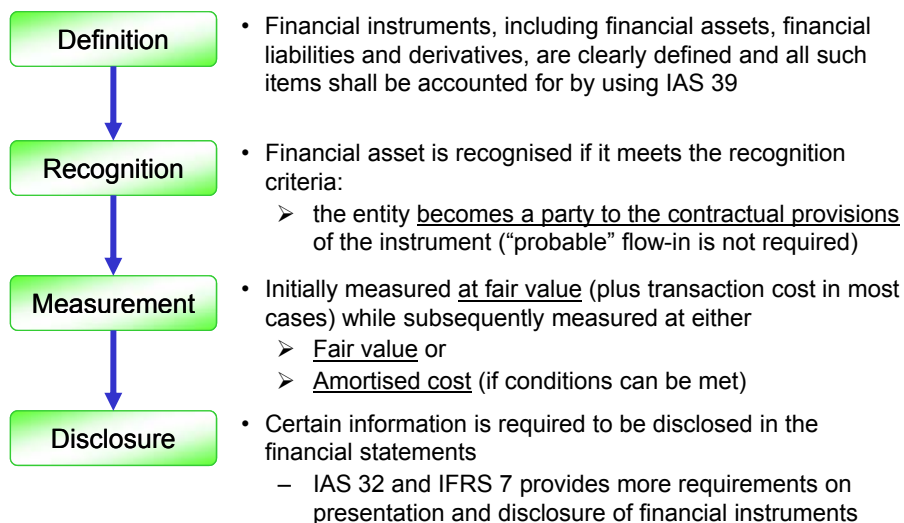 Definition
• Financial instruments, including financial assets, financial
liabilities and derivatives, are clearly defined and all such
items shall be accounted for by using IAS 39
Recognition
• Financial asset is recognised if it meets the recognition
criteria:
➢ the entity becomes a party to the contractual provisions
of the instrument (“probable” flow-in is not required)
Measurement
• Initially measured at fair value (plus transaction cost in most
cases) while subsequently measured at either
➢ Fair value or
➢ Amortised cost (if conditions can be met)
Disclosure
• Certain information is required to be disclosed in the
financial statements
– IAS 32 and IFRS 7 provides more requirements on
presentation and disclosure of financial instruments